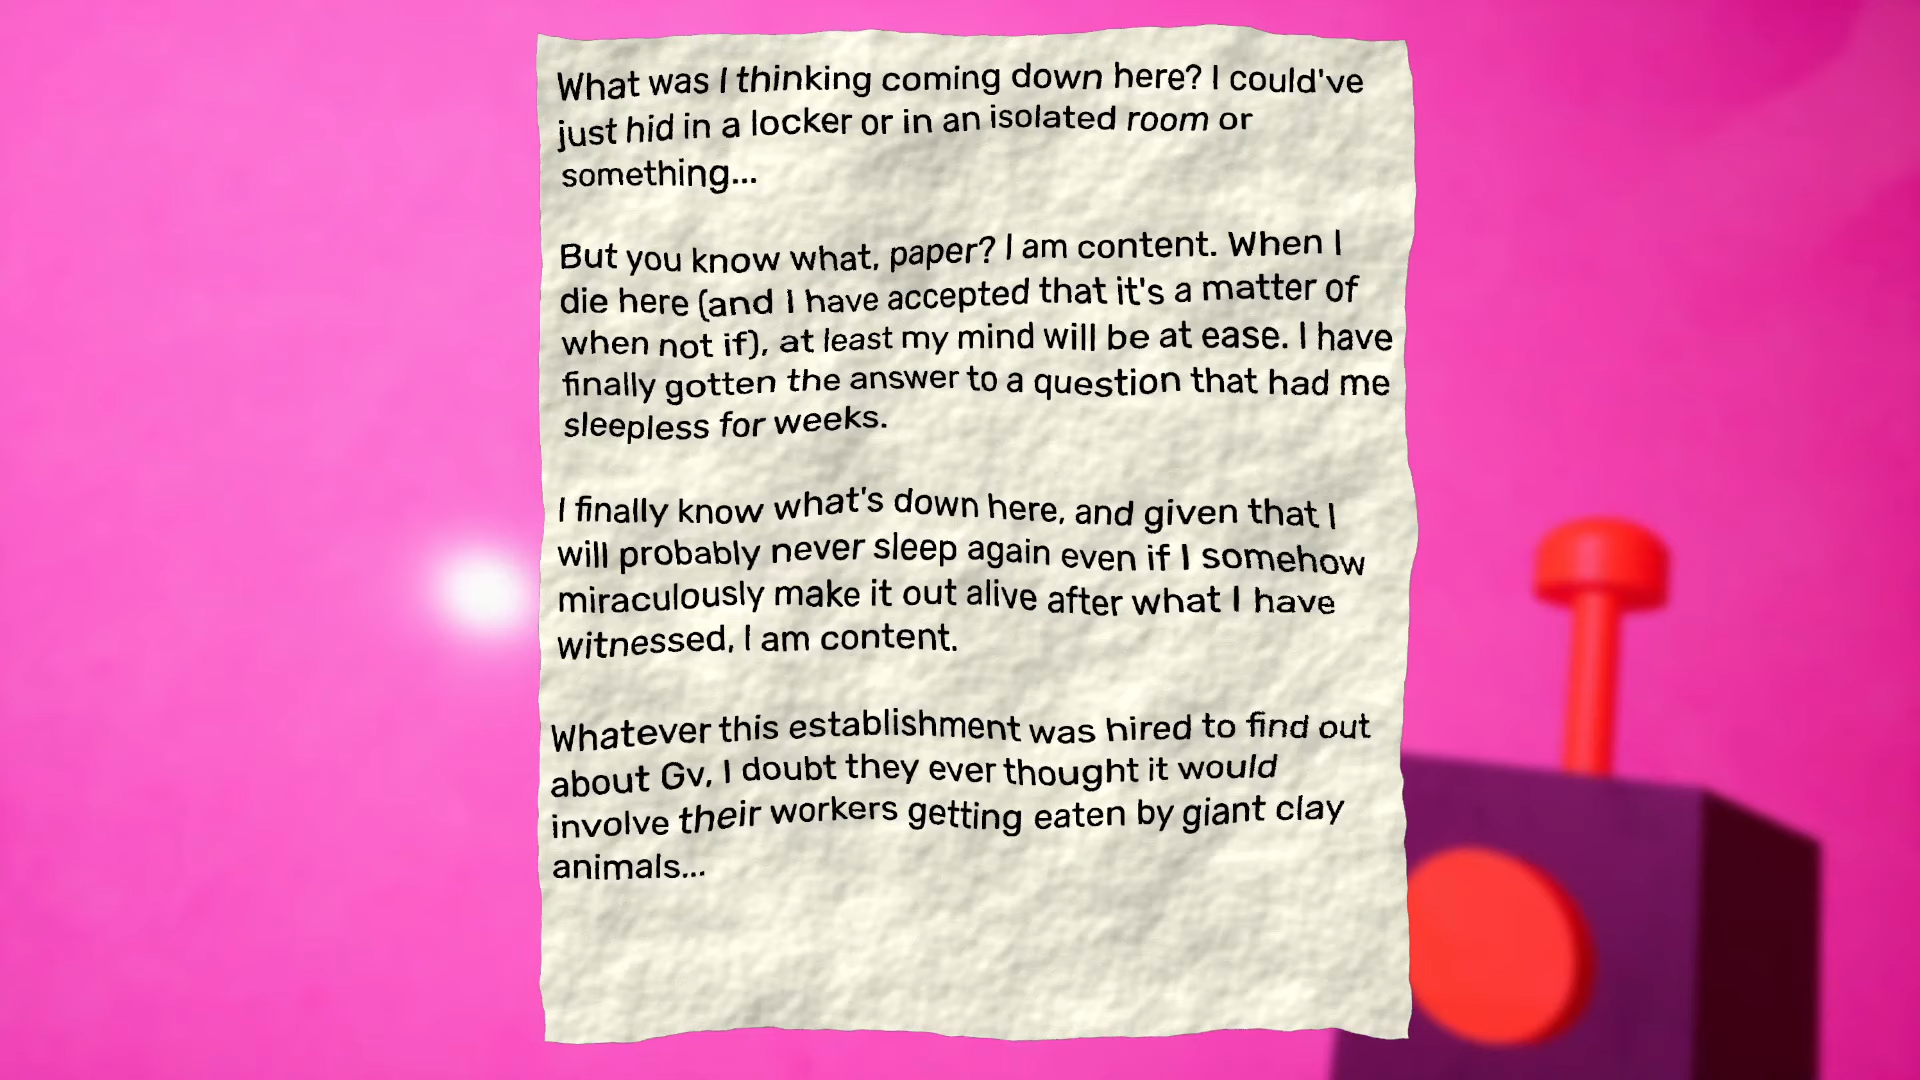 What was I thinking coming down here? I could've
just hid in a locker or in an isolated room or
something...
But you know what, paper? I am content. When I
die here (and I have accepted that it's a matter of
when not if), at least my mind will be at ease. I have
finally gotten the answer to a question that had me
sleepless for weeks.
I finally know what's down here, and given that I
will probably never sleep again even if I somehow
miraculously make it out alive after what I have
witnessed, I am content.
Whatever this establishment was hired to find out
about Gv, I doubt they ever thought it would
involve their workers getting eaten by giant clay
animals...